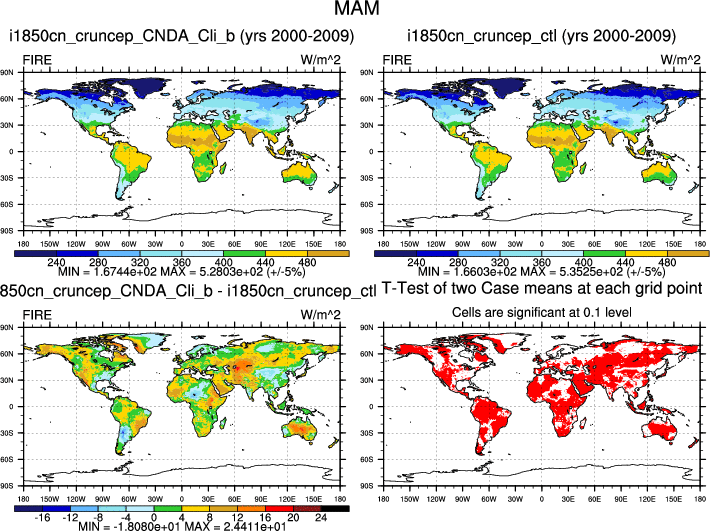 MAM
i1850cn_cruncep_CNDA_Cli_b (yrs 2000-2009)
i1850cn_cruncep_ctl (yrs 2000-2009)
FIRE W/m^2
FIRE W/m^2
90N
60N
30N
0
30S
60S
90S
180 150W 120W 90W 60W 30W 0 30E 60E 90E 120E 150E 180
240 280 320 360 400 440 480
MIN = 1.6744e+02 MAX = 5.2803e+02 (+/-5%)
90N
60N
30N
0
30S
60S
90S
180 150W 120W 90W 60W 30W 0 30E 60E 90E 120E 150E 180
240 280 320 360 400 440 480
MIN = 1.6603e+02 MAX = 5.3525e+02 (+/-5%)
850cn_cruncep_CNDA_Cli_b - i1850cn_cruncep_ctl
T-Test of two Case means at each grid point
FIRE W/m^2
Cells are significant at 0.1 level
90N
60N
30N
0
30S
60S
90S
180 150W 120W 90W 60W 30W 0 30E 60E 90E 120E 150E 180
-16 -12 -8 -4 0 4 8 12 16 20 24
MIN = -1.8080e+01 MAX = 2.4411e+01
90N
60N
30N
0
30S
60S
90S
180 150W 120W 90W 60W 30W 0 30E 60E 90E 120E 150E 180